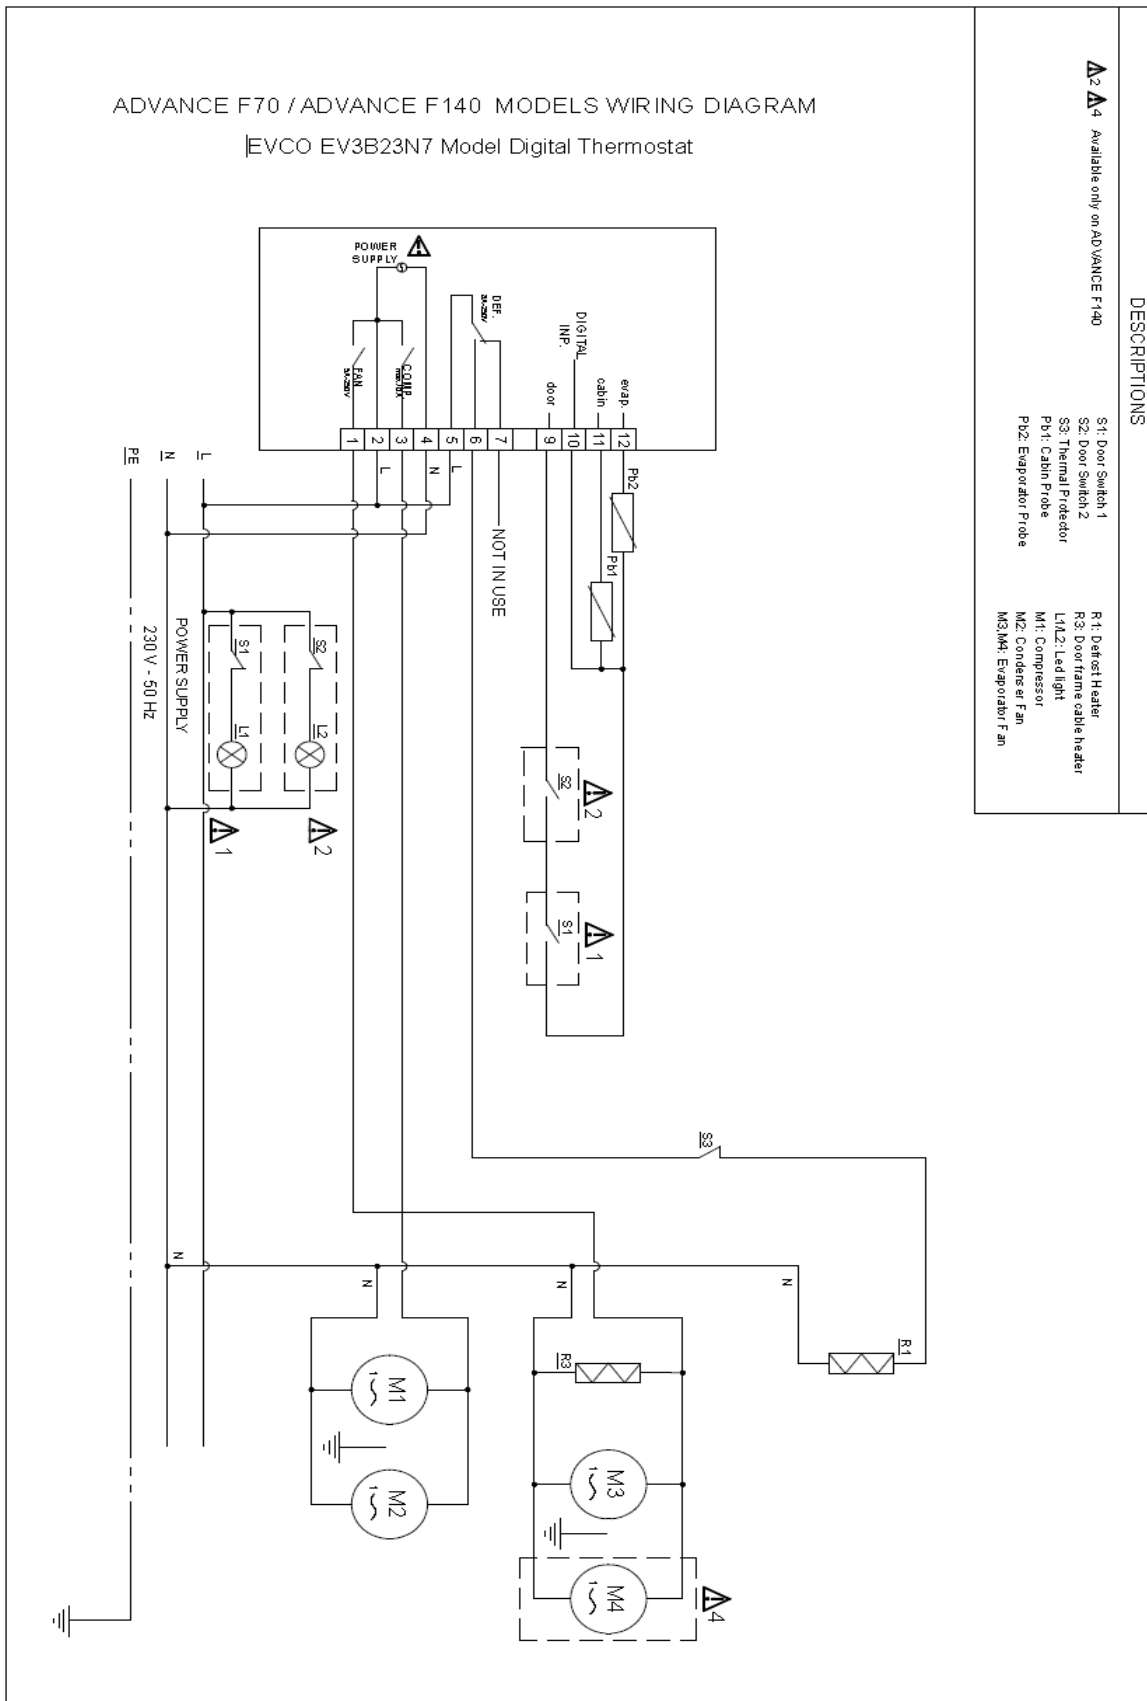 ADVANCE F70 / ADVANCE F140 MODELS WIRING DIAGRAM
EVCO EV3B23N7 Model Digital Thermostat
DESCRIPTIONS
2 4 Available only on ADVANCE F140
S1: Door Switch 1
S2: Door Switch 2
S3: Thermal Protector
Pb1: Cabin Probe
Pb2: Evaporator Probe
R1: Defrost Heater
R3: Door frame cable heater
L1/L2: Led light
M1: Compressor
M2: Condenser Fan
M3,M4: Evaporator Fan
POWER
SUPPLY
FAN
COMP.
DEF.
DIGITAL
INP.
door
cabin
evap.
1 2 3 4 5 6 7 9 10 11 12
L
N
L
NOT IN USE
Pb2
Pb1
PE
N
L
POWER SUPPLY
230 V - 50 Hz
S1
L1
S2
L2
1
2
S2
2
S1
1
S3
N
N
N
N
R1
R3
M1
1
M2
1
M3
1
M4
1
4